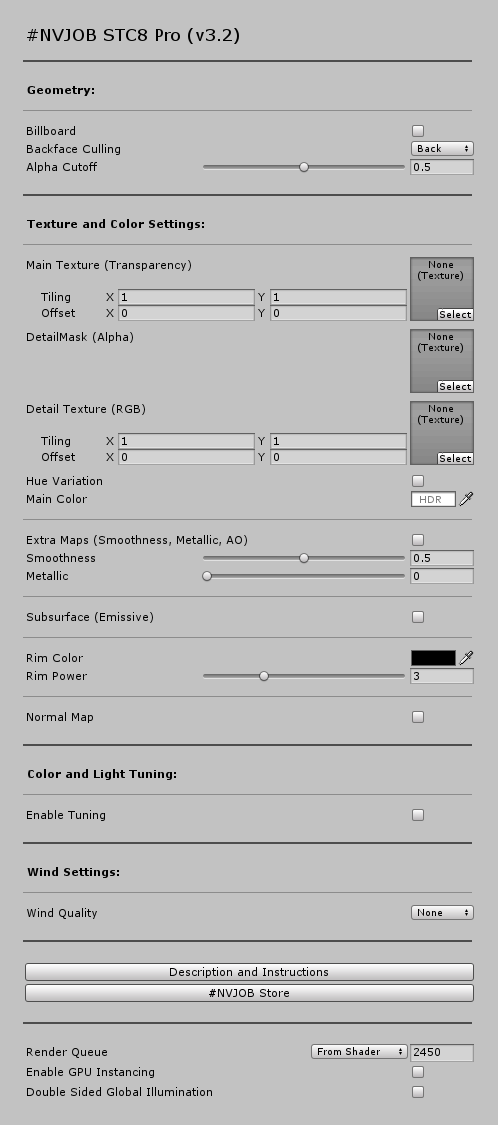 #NVJOB STC8 Pro (v3.2)
Geometry:
Billboard
Backface Culling Back
Alpha Cutoff 0.5
Texture and Color Settings:
Main Texture (Transparency) None
(Texture)
Tiling X 1 Y 1
Offset X 0 Y 0 Select
DetailMask (Alpha) None
(Texture)
Select
Detail Texture (RGB) None
(Texture)
Tiling X 1 Y 1
Offset X 0 Y 0 Select
Hue Variation
Main Color HDR
Extra Maps (Smoothness, Metallic, AO)
Smoothness 0.5
Metallic 0
Subsurface (Emissive)
Rim Color
Rim Power 3
Normal Map
Color and Light Tuning:
Enable Tuning
Wind Settings:
Wind Quality None
Description and Instructions
#NVJOB Store
Render Queue From Shader 2450
Enable GPU Instancing
Double Sided Global Illumination